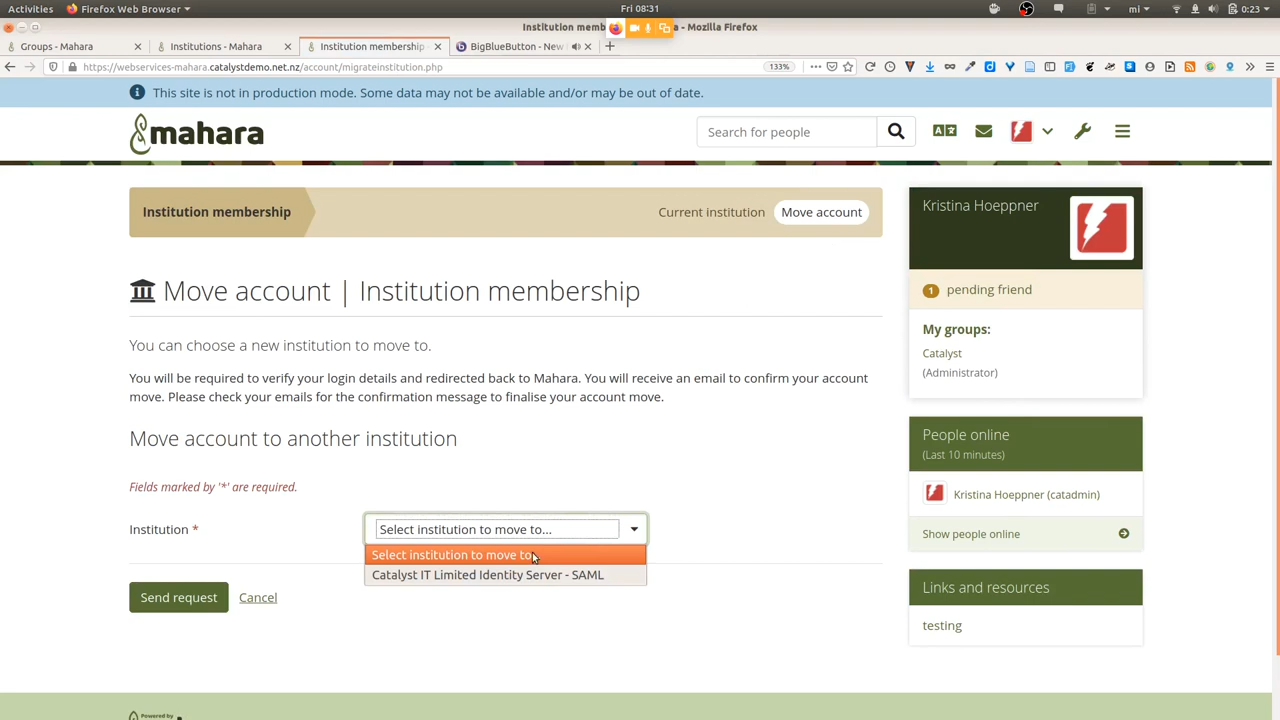 Activities
Firefox Web Browser
Fri 08:31
mi
0:23
Institution memb
a - Mozilla Firefox
Groups - Mahara
Institutions - Mahara
Institution membership
BigBlueButton - New
https://webservices-mahara.catalystdemo.net.nz/account/migrateinstitution.php
133%
This site is not in production mode. Some data may not be available and/or may be out of date.
mahara
Search for people
Institution membership
Current institution
Move account
Kristina Hoeppner
1 pending friend
My groups:
Catalyst
(Administrator)
Move account | Institution membership
You can choose a new institution to move to.
You will be required to verify your login details and redirected back to Mahara. You will receive an email to confirm your account
move. Please check your emails for the confirmation message to finalise your account move.
Move account to another institution
Fields marked by '*' are required.
Institution *
Select institution to move to...
Select institution to move to
Catalyst IT Limited Identity Server - SAML
Send request
Cancel
People online
(Last 10 minutes)
Kristina Hoeppner (catadmin)
Show people online
Links and resources
testing
Powered by